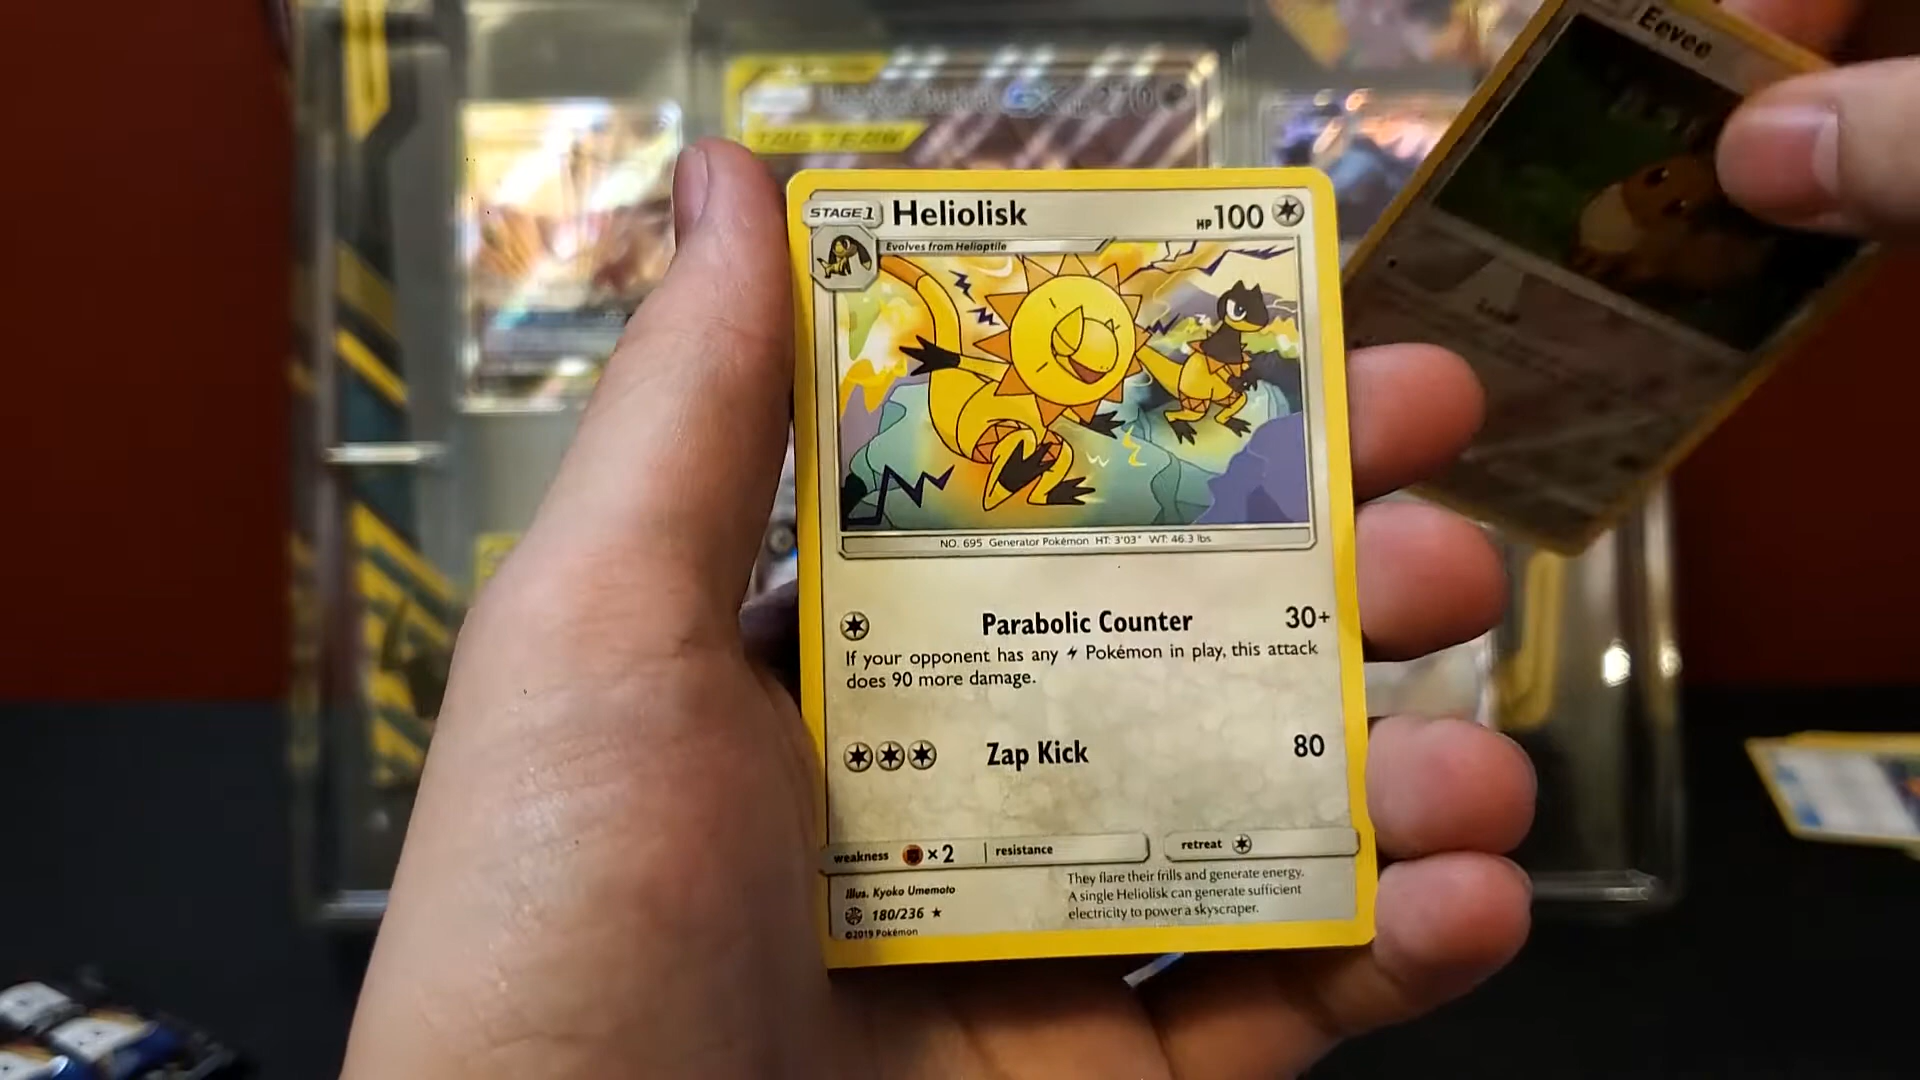 Eevee
TAG TEAM
STAGE 1 Heliolisk HP 100
Evolves from Helioptile
NO. 695 Generator Pokémon HT: 3'03" WT: 46.3 lbs
Parabolic Counter 30+
If your opponent has any Pokémon in play, this attack
does 90 more damage.
Zap Kick 80
weakness ×2 resistance retreat
Illus. Kyoko Umemoto
180/236 ★
©2019 Pokémon
They flare their frills and generate energy.
A single Heliolisk can generate sufficient
electricity to power a skyscraper.